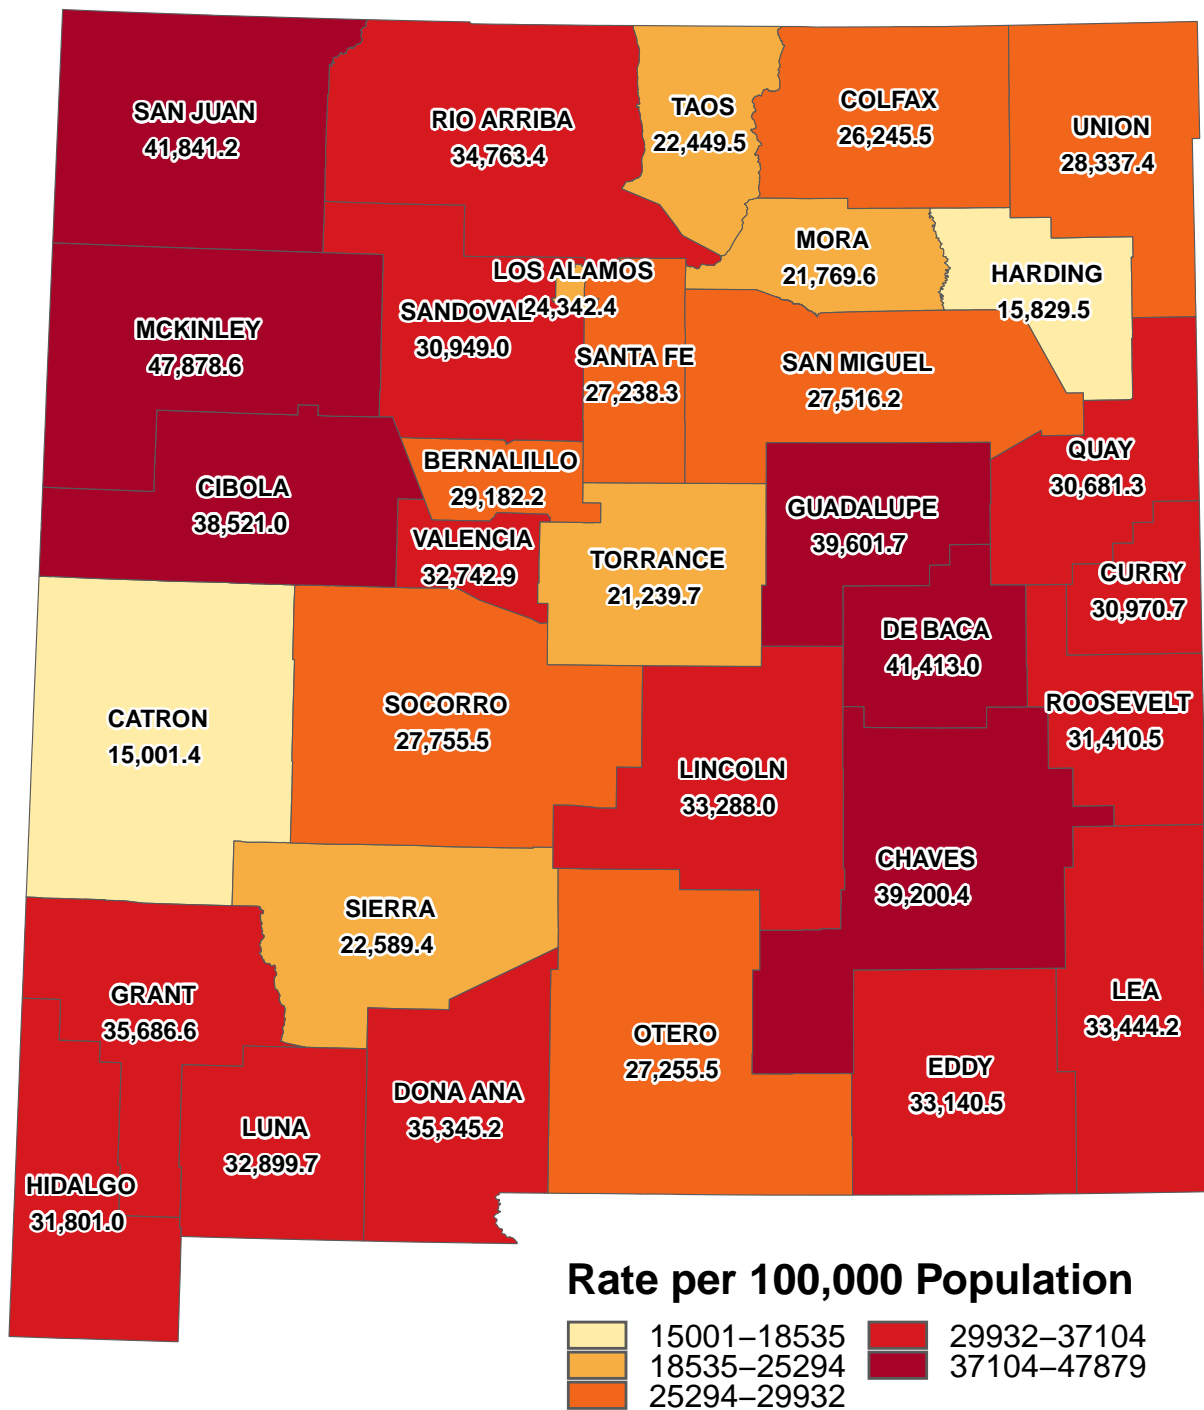 SAN JUAN
41,841.2
RIO ARRIBA
34,763.4
TAOS
22,449.5
COLFAX
26,245.5
UNION
28,337.4
MORA
21,769.6
HARDING
15,829.5
LOS ALAMOS
24,342.4
SANDOVAL
30,949.0
MCKINLEY
47,878.6
SANTA FE
27,238.3
SAN MIGUEL
27,516.2
QUAY
30,681.3
BERNALILLO
29,182.2
CIBOLA
38,521.0
GUADALUPE
39,601.7
VALENCIA
32,742.9
TORRANCE
21,239.7
CURRY
30,970.7
DE BACA
41,413.0
ROOSEVELT
31,410.5
CATRON
15,001.4
SOCORRO
27,755.5
LINCOLN
33,288.0
CHAVES
39,200.4
SIERRA
22,589.4
GRANT
35,686.6
LEA
33,444.2
OTERO
27,255.5
EDDY
33,140.5
DONA ANA
35,345.2
LUNA
32,899.7
HIDALGO
31,801.0
Rate per 100,000 Population
15001–18535
18535–25294
25294–29932
29932–37104
37104–47879